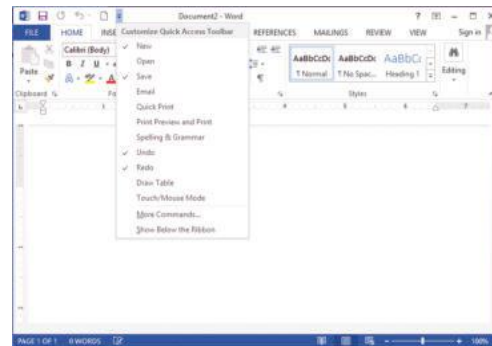 Document2 - Word
FILE HOME INSE REFERENCES MAILINGS REVIEW VIEW Sign in
Customize Quick Access Toolbar
New
Open
Save
Email
Quick Print
Print Preview and Print
Spelling & Grammar
Undo
Redo
Draw Table
Touch/Mouse Mode
More Commands...
Show Below the Ribbon
Paste
Clipboard
Calibri (Body)
B I U
A
Fo
AaBbCcDc AaBbCcDc AaBbCc
¶ Normal ¶ No Spac... Heading 1
Styles
Editing
PAGE 1 OF 1 0 WORDS
100%